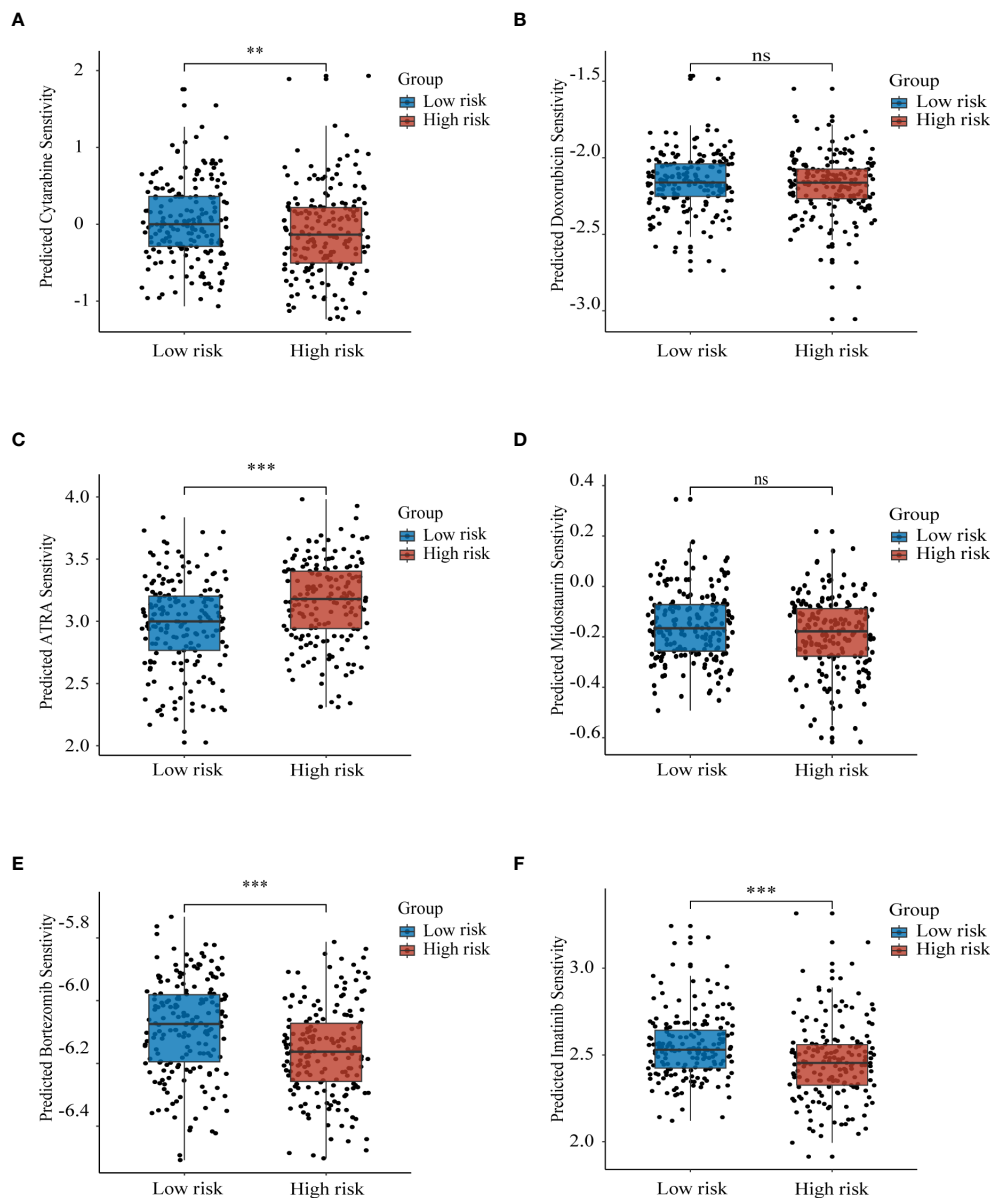 A
**
2
1
0
-1
Predicted Cytarabine Senstivity
Low risk
High risk
Group
Low risk
High risk
B
ns
-1.5
-2.0
-2.5
-3.0
Predicted Doxorubicin Senstivity
Low risk
High risk
Group
Low risk
High risk
C
***
4.0
3.5
3.0
2.5
2.0
Predicted ATRA Senstivity
Low risk
High risk
Group
Low risk
High risk
D
ns
0.4
0.2
0.0
-0.2
-0.4
-0.6
Predicted Midostaurin Senstivity
Low risk
High risk
Group
Low risk
High risk
E
***
-5.8
-6.0
-6.2
-6.4
Predicted Bortezomib Senstivity
Low risk
High risk
Group
Low risk
High risk
F
***
3.0
2.5
2.0
Predicted Imatinib Senstivity
Low risk
High risk
Group
Low risk
High risk